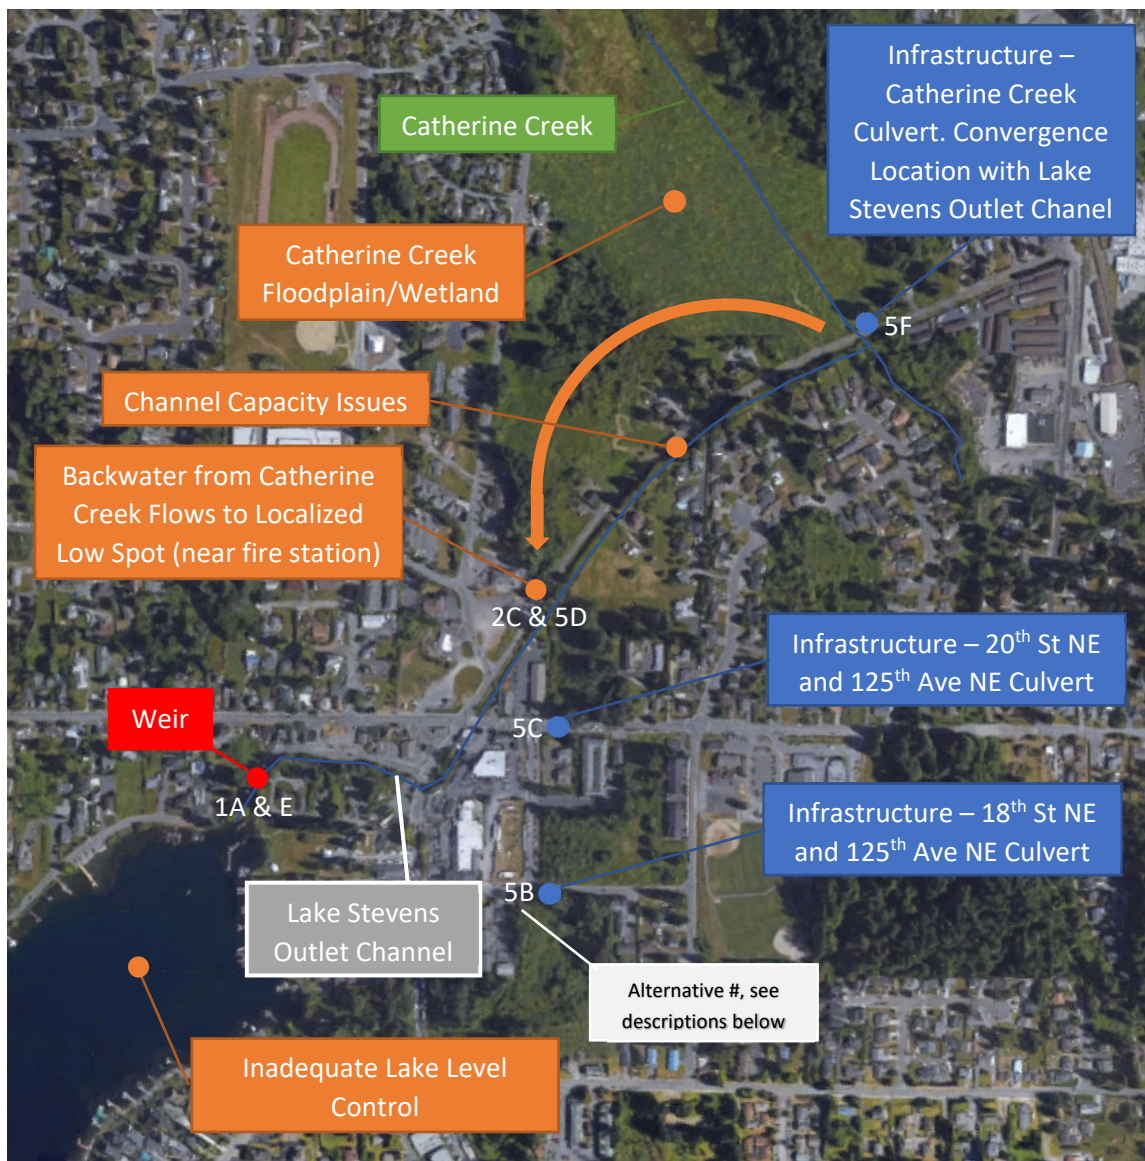 Infrastructure –
Catherine Creek
Culvert. Convergence
Location with Lake
Stevens Outlet Chanel
Catherine Creek
Catherine Creek
Floodplain/Wetland
5F
Channel Capacity Issues
Backwater from Catherine
Creek Flows to Localized
Low Spot (near fire station)
2C & 5D
Infrastructure – 20th St NE
and 125th Ave NE Culvert
Weir
5C
1A & E
Infrastructure – 18th St NE
and 125th Ave NE Culvert
5B
Lake Stevens
Outlet Channel
Alternative #, see
descriptions below
Inadequate Lake Level
Control